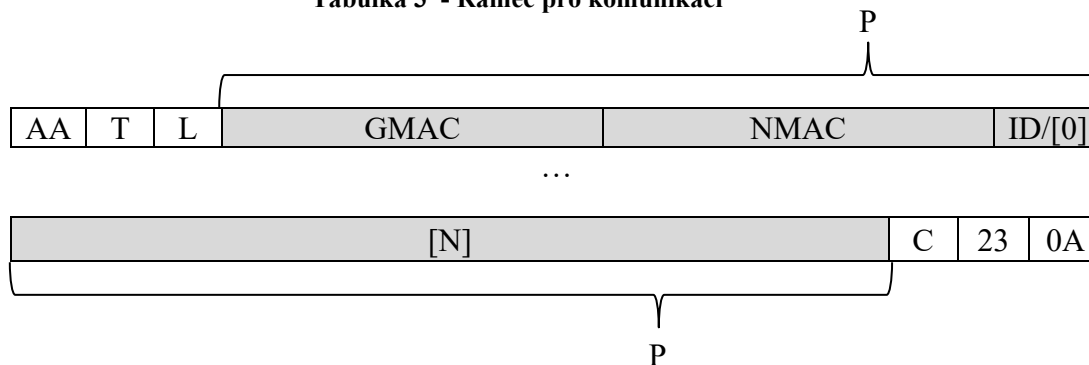 Tabulka 3 - Rámec pro komunikaci
P
AA T L GMAC NMAC ID/[0]
…
[N] C 23 0A
P